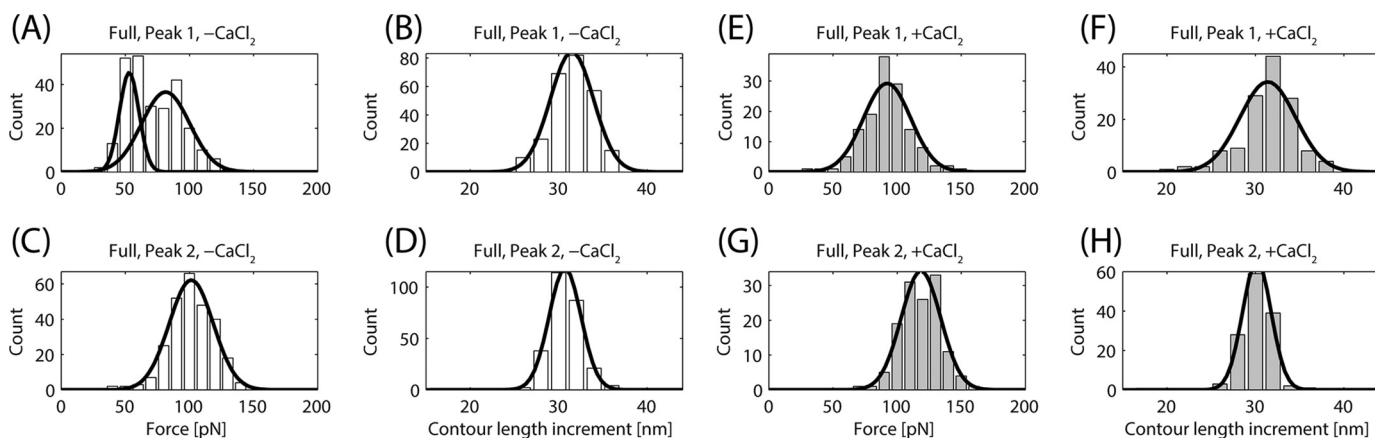 (A) Full, Peak 1, −CaCl2
Count
40
20
0
0 50 100 150 200
(B) Full, Peak 1, −CaCl2
Count
80
60
40
20
0
20 30 40
(E) Full, Peak 1, +CaCl2
Count
30
20
10
0
0 50 100 150 200
(F) Full, Peak 1, +CaCl2
Count
40
20
0
20 30 40
(C) Full, Peak 2, −CaCl2
Count
60
40
20
0
0 50 100 150 200
Force [pN]
(D) Full, Peak 2, −CaCl2
Count
100
50
0
20 30 40
Contour length increment [nm]
(G) Full, Peak 2, +CaCl2
Count
30
20
10
0
0 50 100 150 200
Force [pN]
(H) Full, Peak 2, +CaCl2
Count
60
40
20
0
20 30 40
Contour length increment [nm]